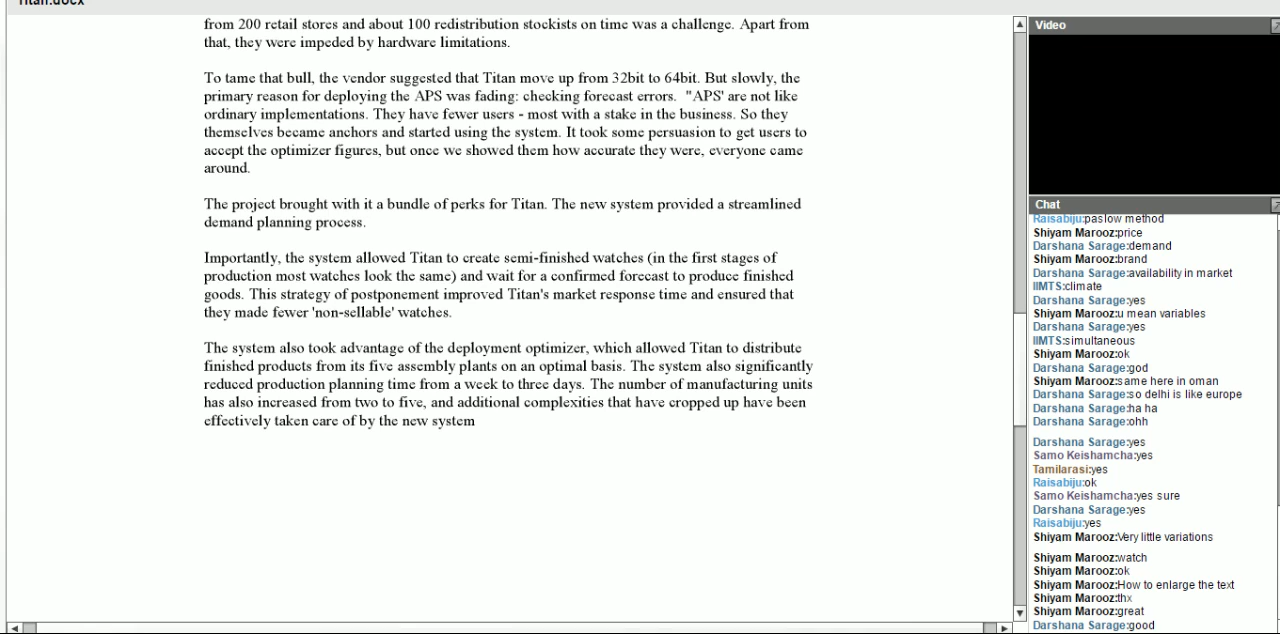 Titan.docx
from 200 retail stores and about 100 redistribution stockists on time was a challenge. Apart from
that, they were impeded by hardware limitations.
To tame that bull, the vendor suggested that Titan move up from 32bit to 64bit. But slowly, the
primary reason for deploying the APS was fading: checking forecast errors.  "APS' are not like
ordinary implementations. They have fewer users - most with a stake in the business. So they
themselves became anchors and started using the system. It took some persuasion to get users to
accept the optimizer figures, but once we showed them how accurate they were, everyone came
around.
The project brought with it a bundle of perks for Titan. The new system provided a streamlined
demand planning process.
Importantly, the system allowed Titan to create semi-finished watches (in the first stages of
production most watches look the same) and wait for a confirmed forecast to produce finished
goods. This strategy of postponement improved Titan's market response time and ensured that
they made fewer 'non-sellable' watches.
The system also took advantage of the deployment optimizer, which allowed Titan to distribute
finished products from its five assembly plants on an optimal basis. The system also significantly
reduced production planning time from a week to three days. The number of manufacturing units
has also increased from two to five, and additional complexities that have cropped up have been
effectively taken care of by the new system
Video
Chat
Raisabiju:paslow method
Shiyam Marooz:price
Darshana Sarage:demand
Shiyam Marooz:brand
Darshana Sarage:availability in market
IIMTS:climate
Darshana Sarage:yes
Shiyam Marooz:u mean variables
Darshana Sarage:yes
IIMTS:simultaneous
Shiyam Marooz:ok
Darshana Sarage:god
Shiyam Marooz:same here in oman
Darshana Sarage:so delhi is like europe
Darshana Sarage:ha ha
Darshana Sarage:ohh
Darshana Sarage:yes
Samo Keishamcha:yes
Tamilarasi:yes
Raisabiju:ok
Samo Keishamcha:yes sure
Darshana Sarage:yes
Raisabiju:yes
Shiyam Marooz:Very little variations
Shiyam Marooz:watch
Shiyam Marooz:ok
Shiyam Marooz:How to enlarge the text
Shiyam Marooz:thx
Shiyam Marooz:great
Darshana Sarage:good